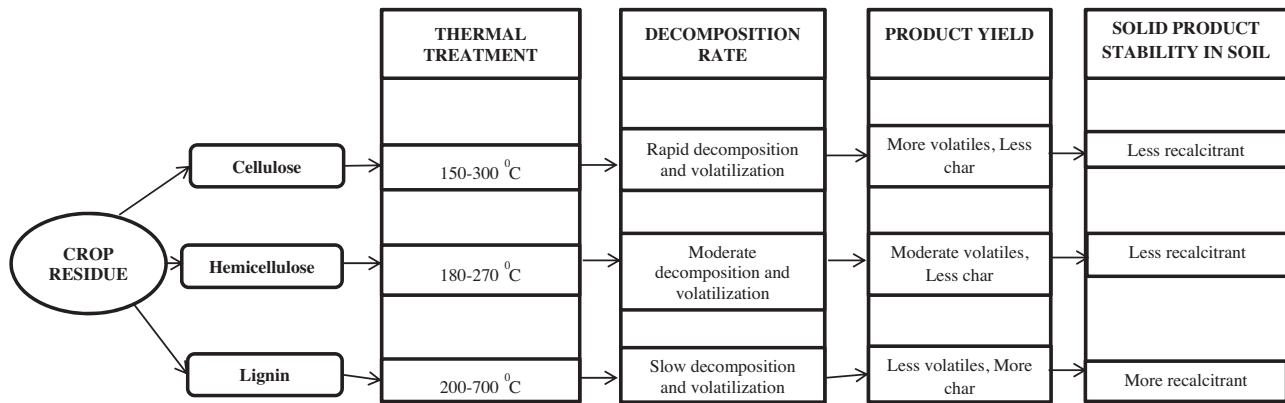 THERMAL
TREATMENT
DECOMPOSITION
RATE
PRODUCT YIELD
SOLID PRODUCT
STABILITY IN SOIL
CROP
RESIDUE
Cellulose
150-300 ⁰C
Rapid decomposition
and volatilization
More volatiles, Less
char
Less recalcitrant
Hemicellulose
180-270 ⁰C
Moderate
decomposition and
volatilization
Moderate volatiles,
Less char
Less recalcitrant
Lignin
200-700 ⁰C
Slow decomposition
and volatilization
Less volatiles, More
char
More recalcitrant